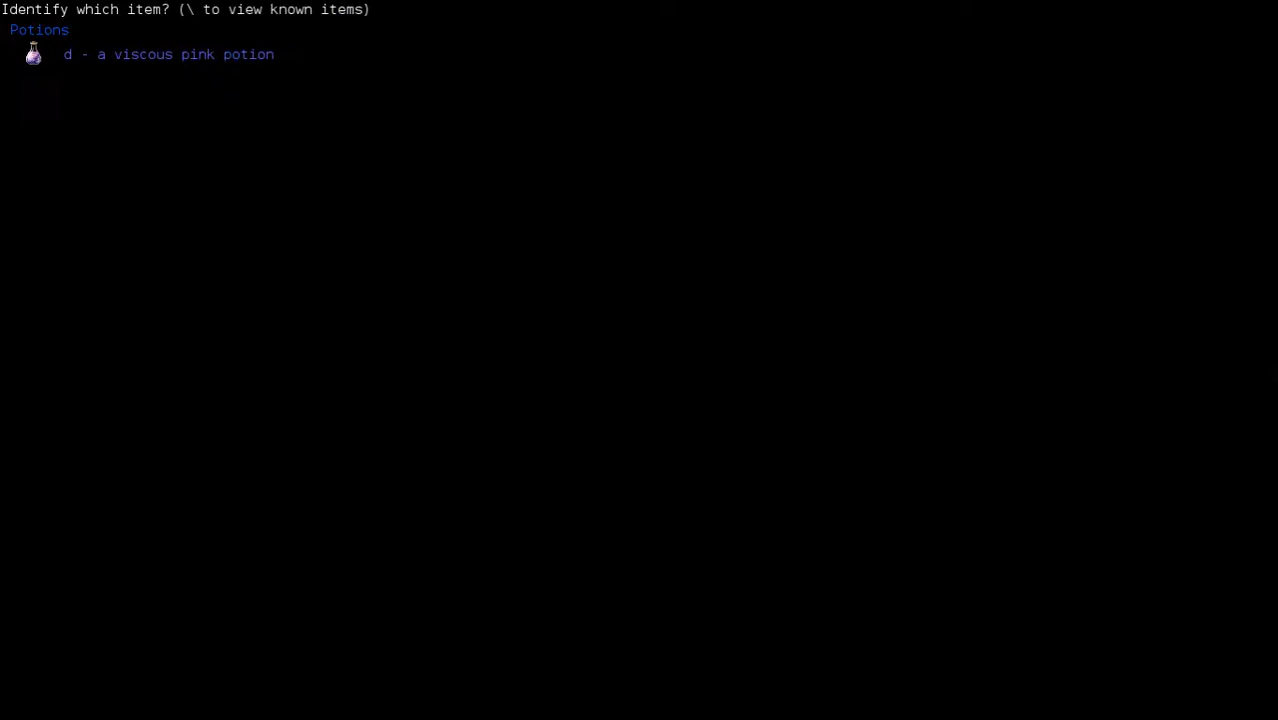 Identify which item? (\ to view known items)
Potions
d - a viscous pink potion